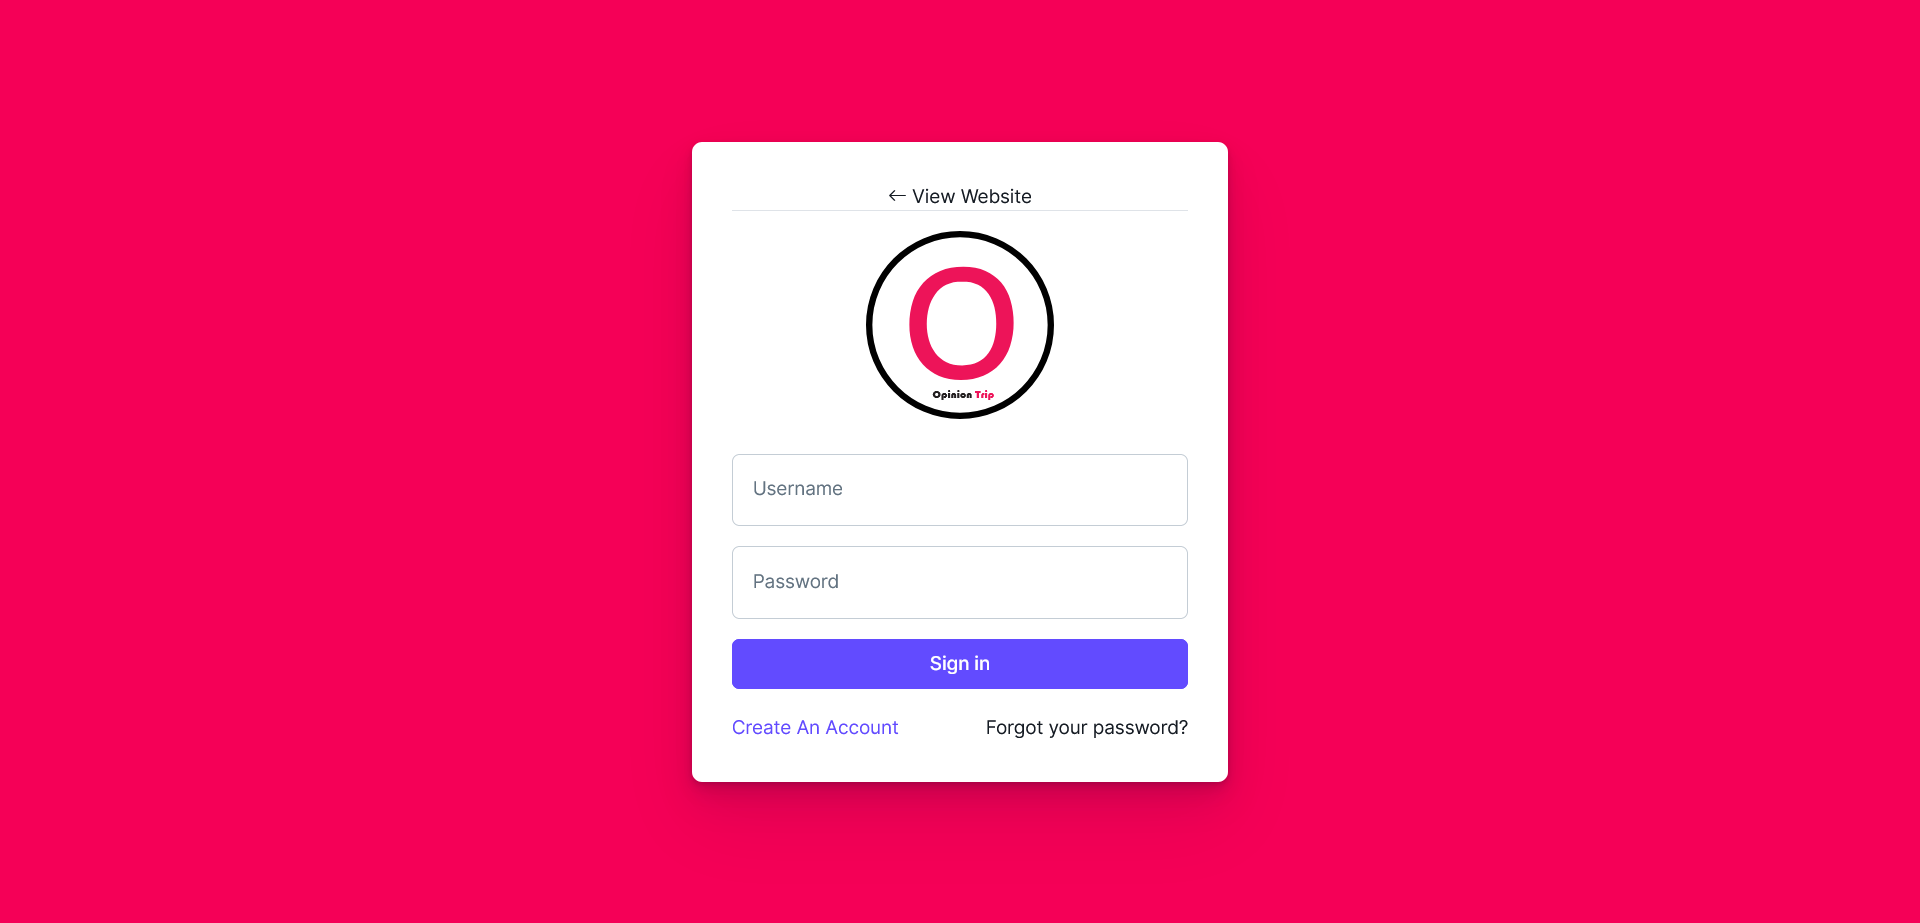 ← View Website
O
Opinion Trip
Username
Password
Sign in
Create An Account
Forgot your password?